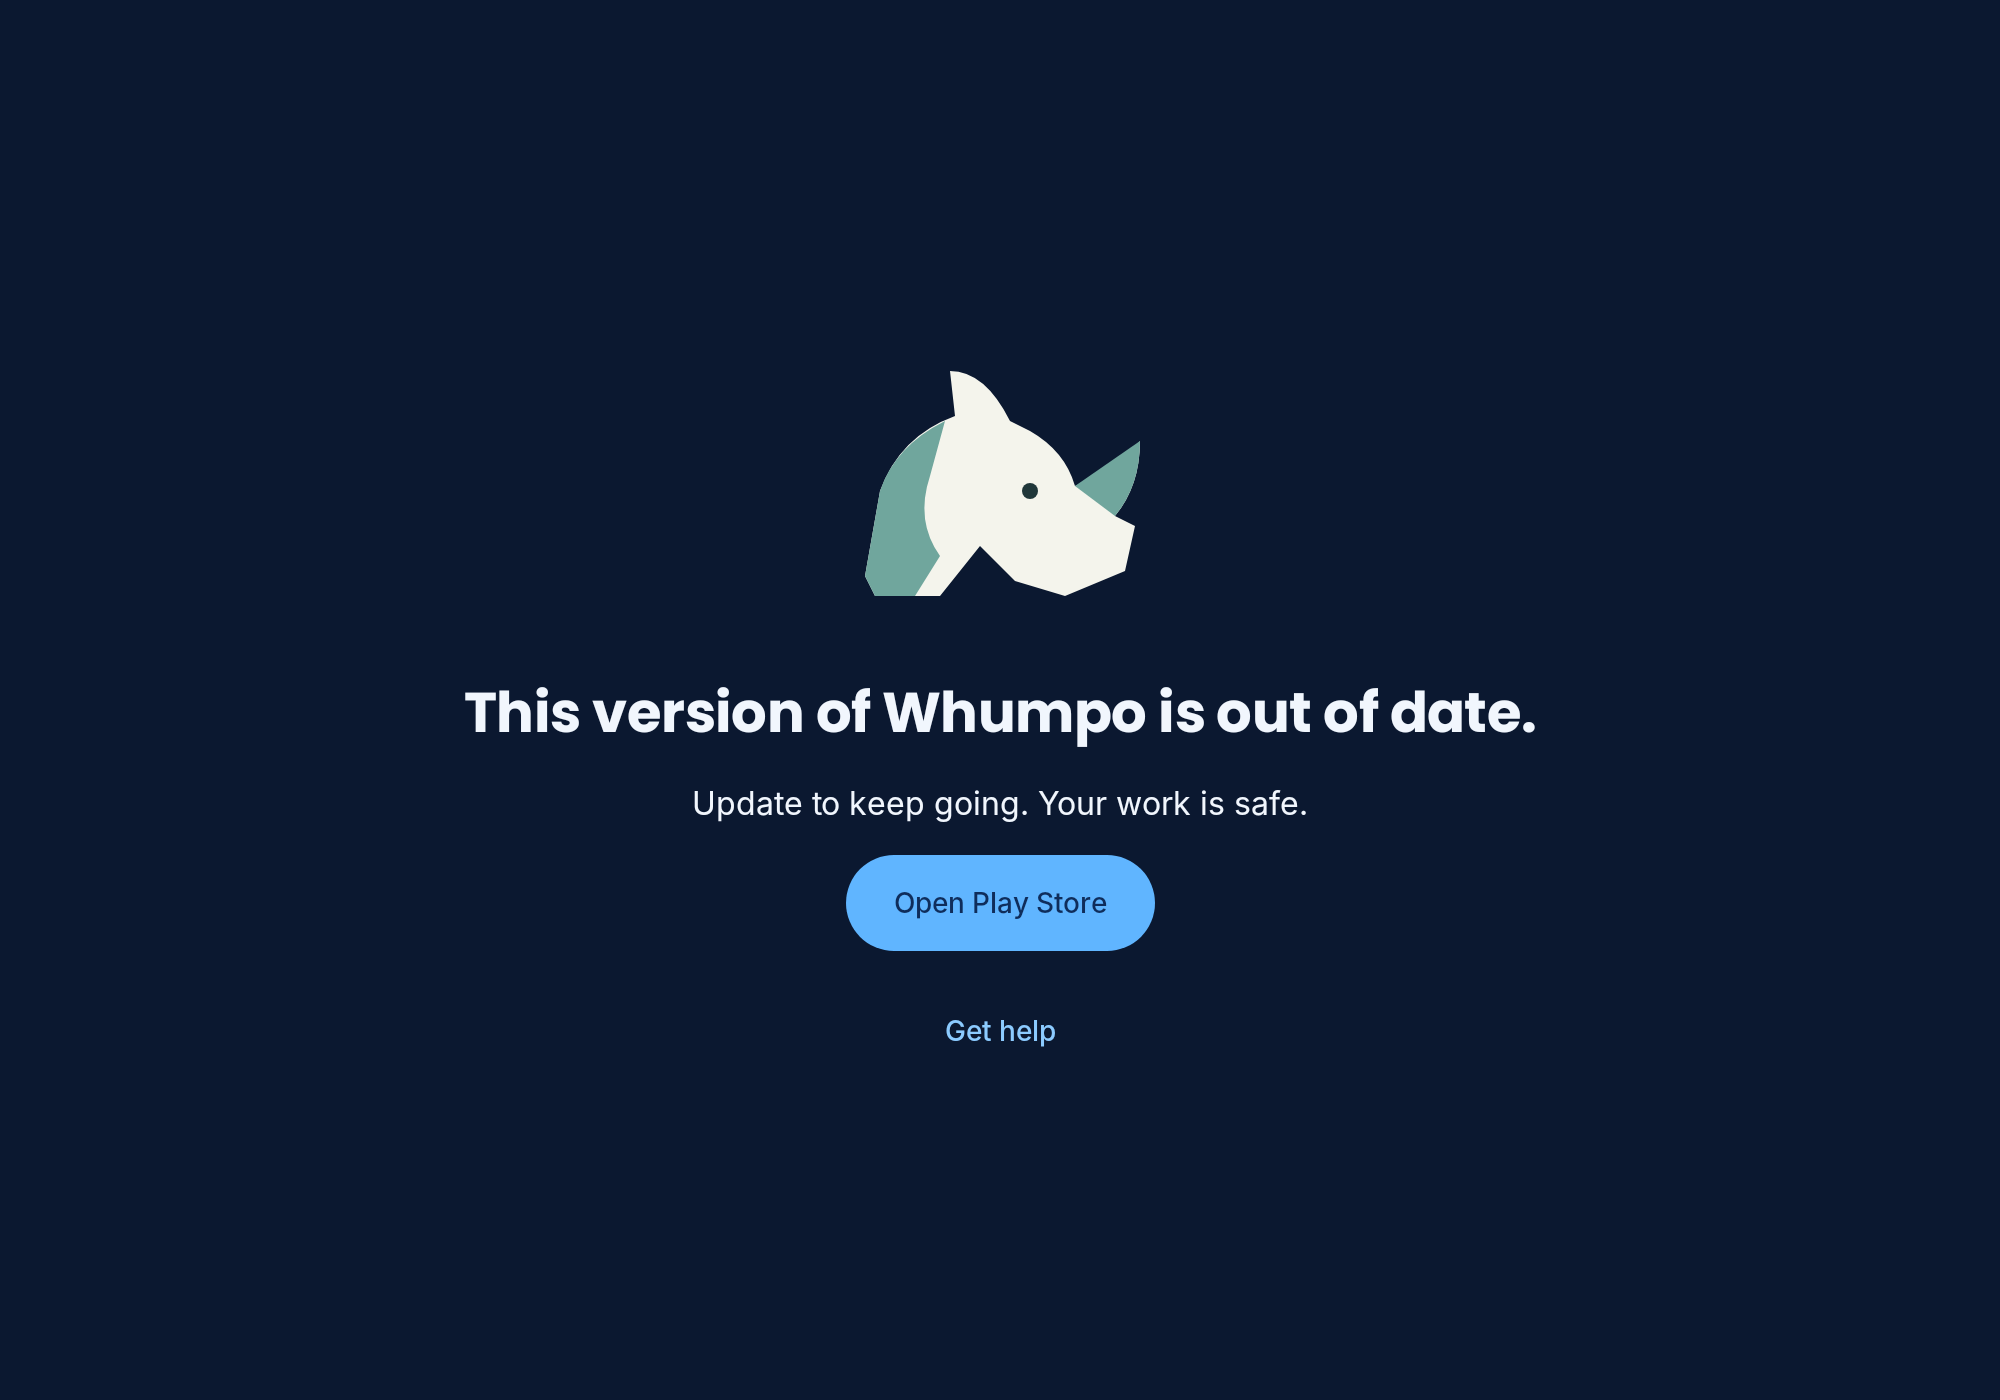 This version of Whumpo is out of date.
Update to keep going. Your work is safe.
Open Play Store
Get help